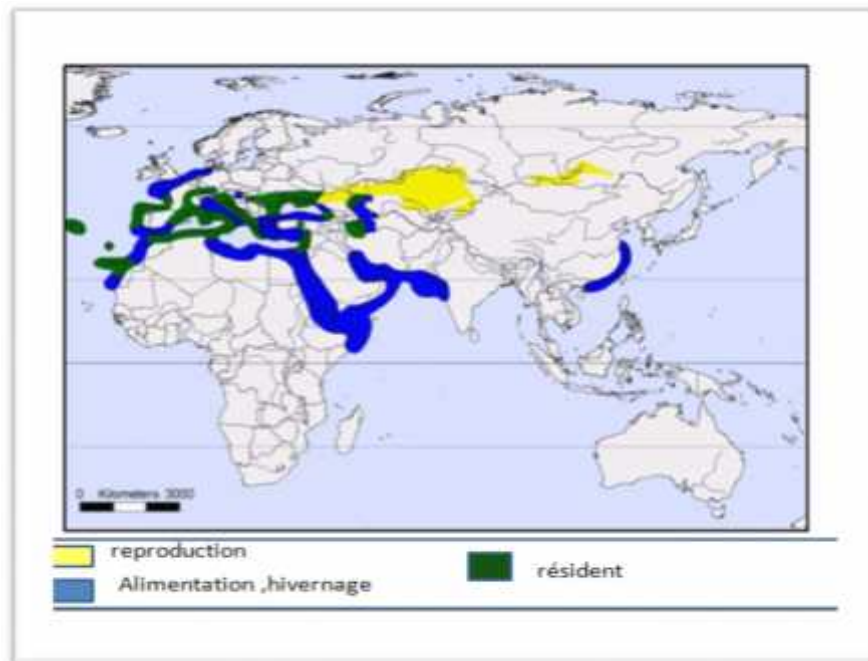 0 Kilometers 3000
reproduction
résident
Alimentation ,hivernage